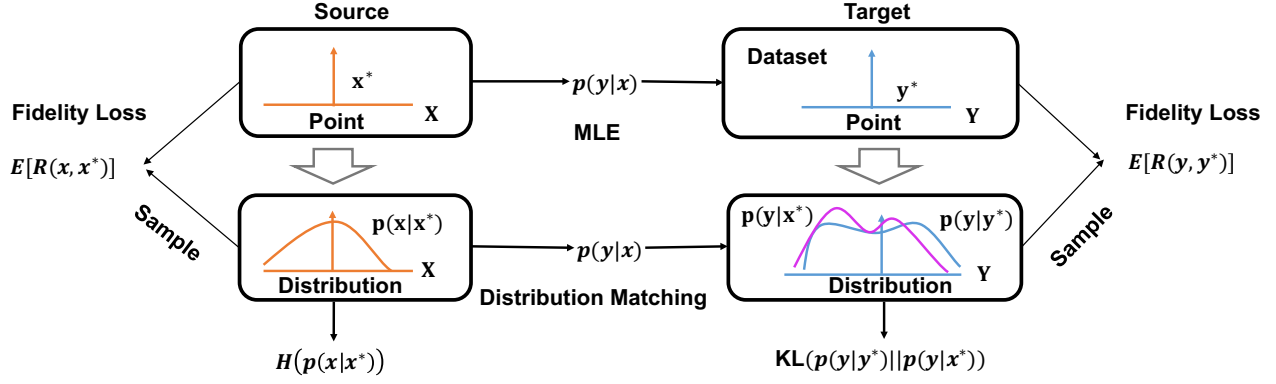 Source
Target
Dataset
x*
y*
p(y|x)
X
Y
Point
Point
MLE
Fidelity Loss
Fidelity Loss
E[R(x, x*)]
E[R(y, y*)]
Sample
Sample
p(x|x*)
p(y|x*)
p(y|y*)
p(y|x)
X
Y
Distribution
Distribution
Distribution Matching
H(p(x|x*))
KL(p(y|y*)||p(y|x*))